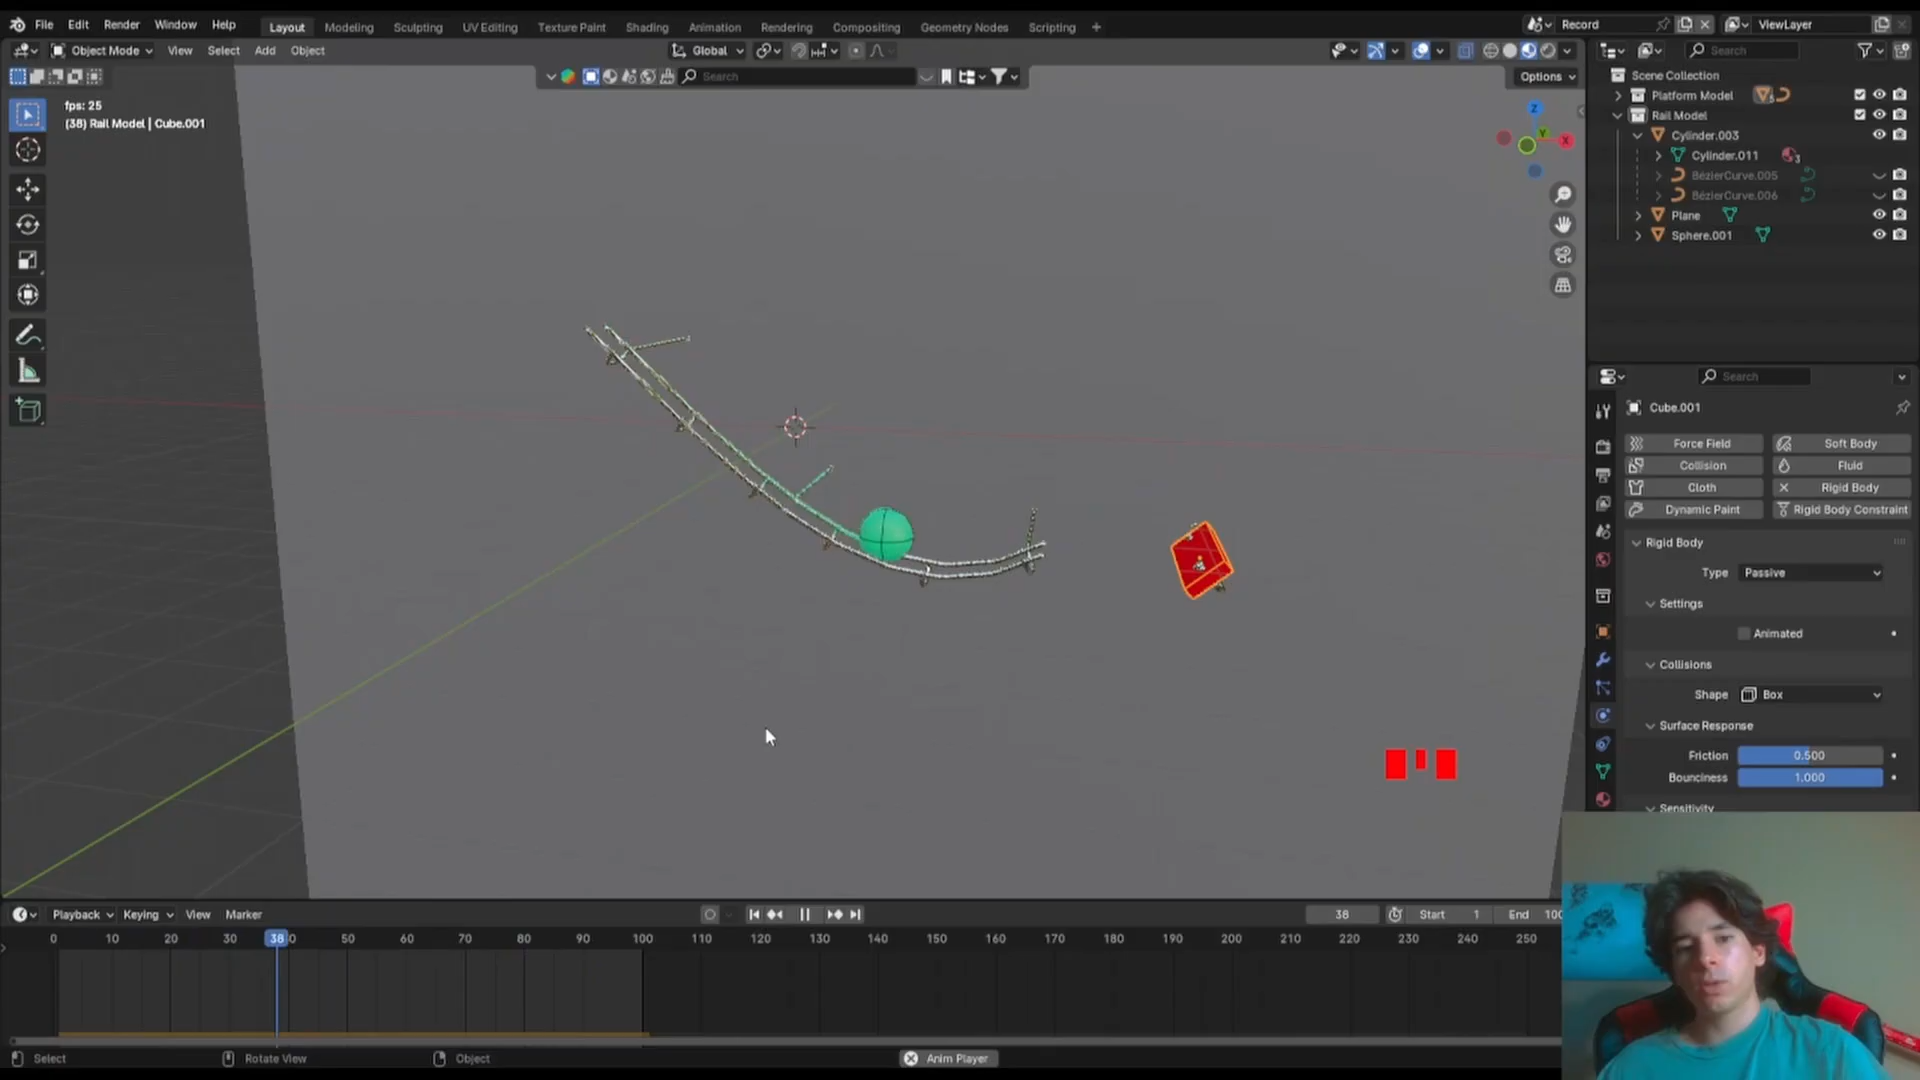 File Edit Render Window Help Layout Modeling Sculpting UV Editing Texture Paint Shading Animation Rendering Compositing Geometry Nodes Scripting + Record ViewLayer
Object Mode View Select Add Object Global Search
Search Options
fps: 25
(38) Rail Model | Cube.001
Z
Y
X
Scene Collection
Platform Model 5
Rail Model
Cylinder.003
Cylinder.011 3
BézierCurve.005
BézierCurve.006
Plane
Sphere.001
Search
Cube.001
Force Field Soft Body
Collision Fluid
Cloth Rigid Body
Dynamic Paint Rigid Body Constraint
Rigid Body
Type Passive
Settings
Animated
Collisions
Shape Box
Surface Response
Friction 0.500
Bounciness 1.000
Sensitivity
Playback Keying View Marker 38 Start 1 End 100
0 10 20 30 38 50 60 70 80 90 100 110 120 130 140 150 160 170 180 190 200 210 220 230 240 250
Select Rotate View Object Anim Player